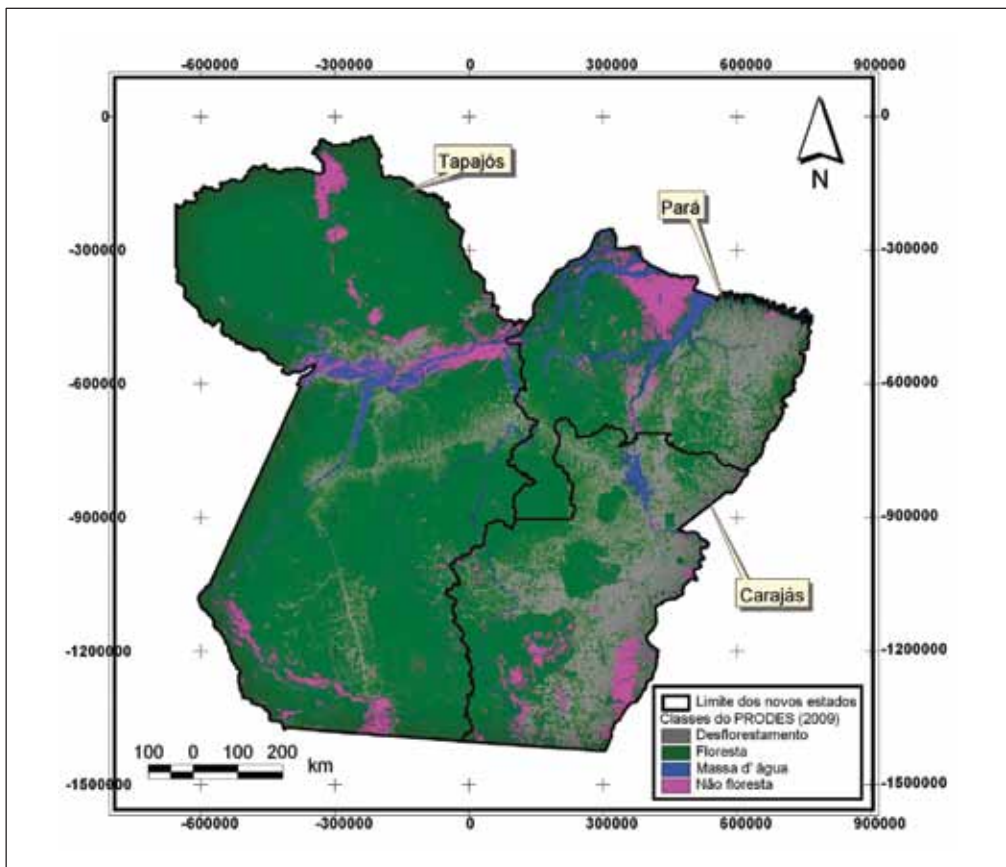 -600000 -300000 0 300000 600000 900000
0 0
N
Tapajós
Pará
-300000 -300000
-600000 -600000
-900000 -900000
Carajás
-1200000 -1200000
Limite dos novos estados
Classes do PRODES (2009)
Desflorestamento
Floresta
Massa d' água
Não floresta
100 0 100 200
km
-1500000 -1500000
-600000 -300000 0 300000 600000 900000